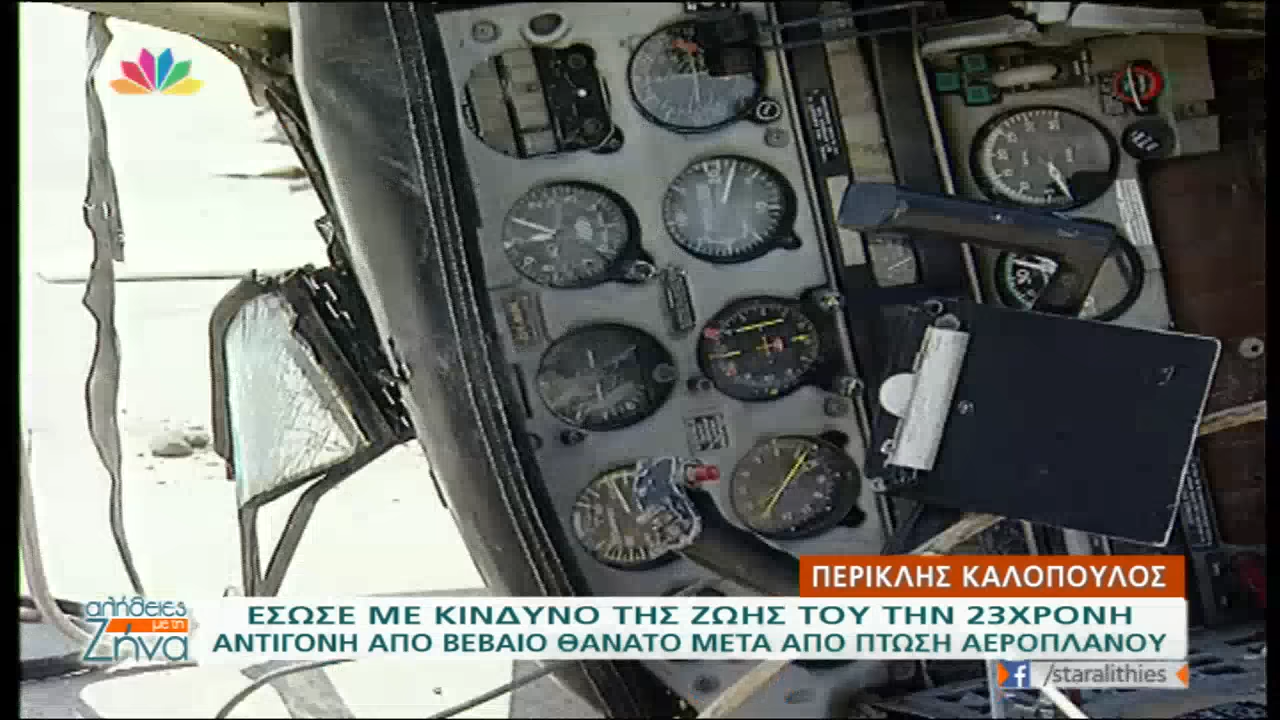 ΠΕΡΙΚΛΗΣ ΚΑΛΟΠΟΥΛΟΣ
ΕΣΩΣΕ ΜΕ ΚΙΝΔΥΝΟ ΤΗΣ ΖΩΗΣ ΤΟΥ ΤΗΝ 23ΧΡΟΝΗ
ΑΝΤΙΓΟΝΗ ΑΠΟ ΒΕΒΑΙΟ ΘΑΝΑΤΟ ΜΕΤΑ ΑΠΟ ΠΤΩΣΗ ΑΕΡΟΠΛΑΝΟΥ
αλήθειες
με τη
Ζήνα
f /staralithies